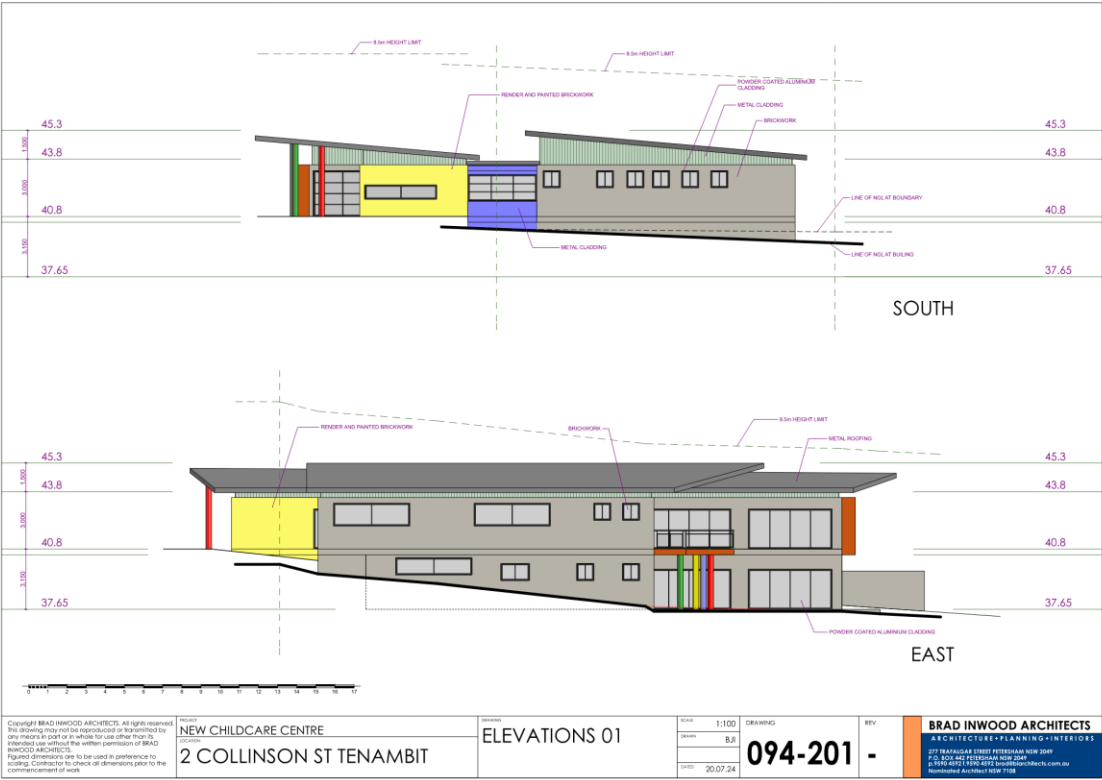 8.5m HEIGHT LIMIT
8.5m HEIGHT LIMIT
POWDER COATED ALUMINIUM
CLADDING
RENDER AND PAINTED BRICKWORK
METAL CLADDING
BRICKWORK
45.3
45.3
1,500
43.8
43.8
3,000
LINE OF NGL AT BOUNDARY
40.8
40.8
METAL CLADDING
LINE OF NGL AT BUILING
3,150
37.65
37.65
SOUTH
8.5m HEIGHT LIMIT
RENDER AND PAINTED BRICKWORK
BRICKWORK
METAL ROOFING
45.3
45.3
1,500
43.8
43.8
3,000
40.8
40.8
3,150
37.65
37.65
POWDER COATED ALUMINIUM CLADDING
EAST
0 1 2 3 4 5 6 7 8 9 10 11 12 13 14 15 16 17
Copyright BRAD INWOOD ARCHITECTS. All rights reserved.
This drawing may not be reproduced or transmitted by
any means in part or in whole for use other than its
intended use without the written permission of BRAD
INWOOD ARCHITECTS.
Figured dimensions are to be used in preference to
scaling. Contractor to check all dimensions prior to the
commencement of work
PROJECT
NEW CHILDCARE CENTRE
LOCATION
2 COLLINSON ST TENAMBIT
DRAWING
ELEVATIONS 01
SCALE
1:100
DRAWN
BJI
DATED
20.07.24
DRAWING
094-201
REV
-
BRAD INWOOD ARCHITECTS
ARCHITECTURE+PLANNING+INTERIORS
277 TRAFALGAR STREET PETERSHAM NSW 2049
P.O. BOX 442 PETERSHAM NSW 2049
Nominated Architect NSW 7108